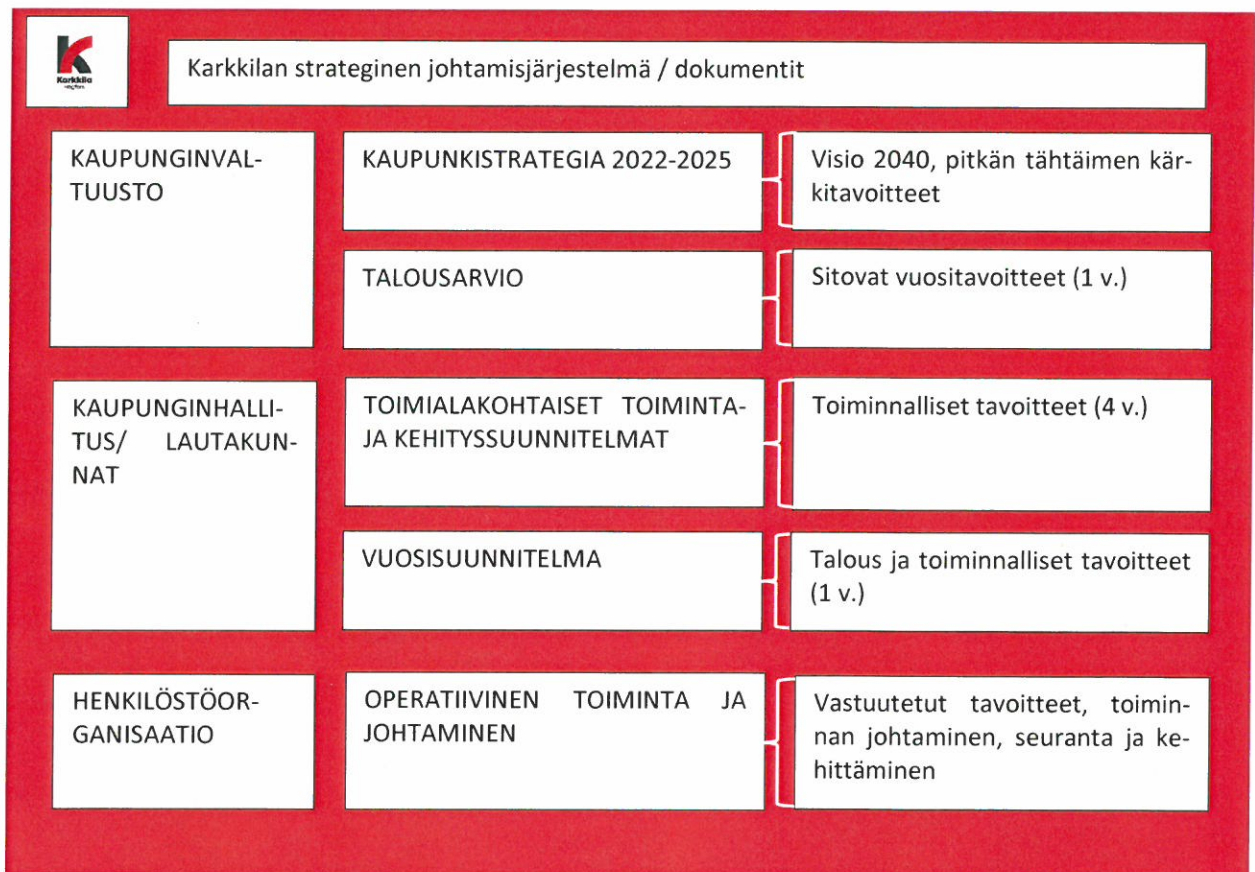 Karkkila
Karkkilan strateginen johtamisjärjestelmä / dokumentit
KAUPUNGINVAL-
TUUSTO
KAUPUNKISTRATEGIA 2022-2025
Visio 2040, pitkän tähtäimen kär-
kitavoitteet
TALOUSARVIO
Sitovat vuositavoitteet (1 v.)
KAUPUNGINHALLI-
TUS/ LAUTAKUN-
NAT
TOIMIALAKOHTAISET TOIMINTA-
JA KEHITYSSUUNNITELMAT
Toiminnalliset tavoitteet (4 v.)
VUOSISUUNNITELMA
Talous ja toiminnalliset tavoitteet
(1 v.)
HENKILÖSTÖOR-
GANISAATIO
OPERATIIVINEN TOIMINTA JA
JOHTAMINEN
Vastuutetut tavoitteet, toimin-
nan johtaminen, seuranta ja ke-
hittäminen